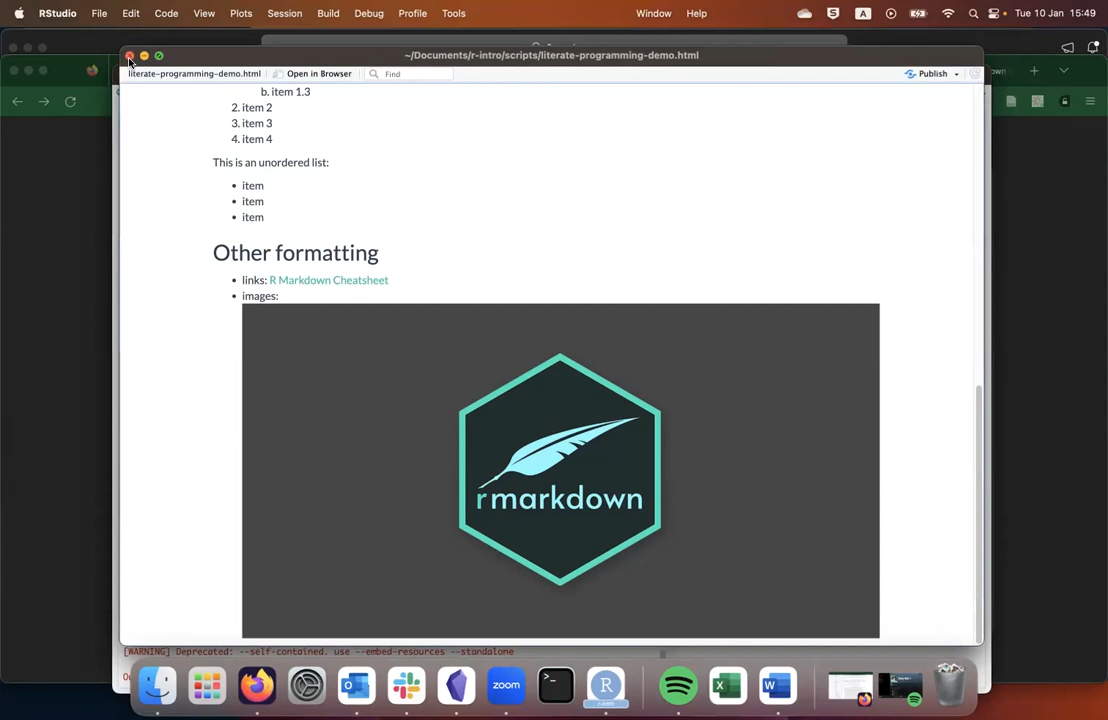 RStudio File Edit Code View Plots Session Build Debug Profile Tools Window Help A Tue 10 Jan 15:49
~/Documents/r-intro/scripts/literate-programming-demo.html
literate-programming-demo.html Open in Browser Find Publish
b. item 1.3
2. item 2
3. item 3
4. item 4
This is an unordered list:
• item
• item
• item
Other formatting
• links: R Markdown Cheatsheet
• images:
rmarkdown
[WARNING] Deprecated: --self-contained. use --embed-resources --standalone
zoom